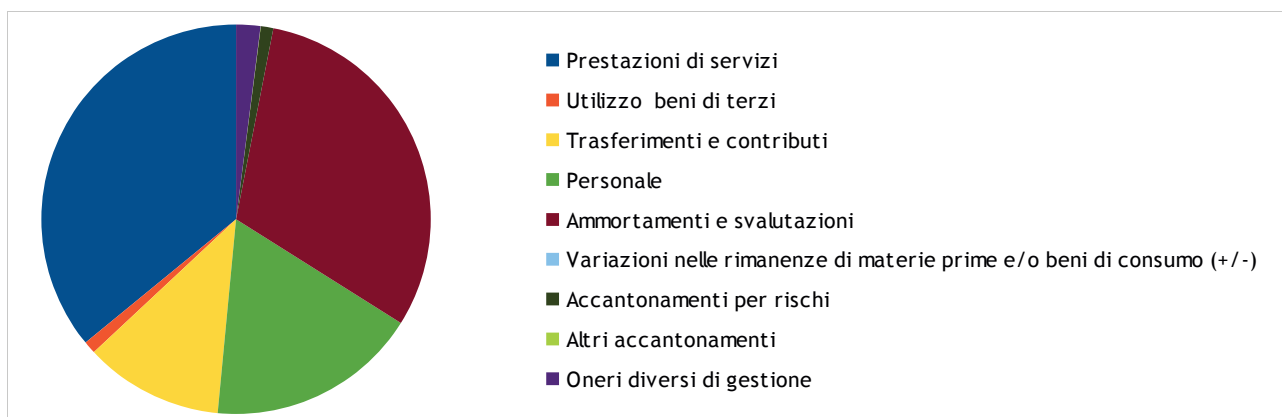 Prestazioni di servizi
Utilizzo beni di terzi
Trasferimenti e contributi
Personale
Ammortamenti e svalutazioni
Variazioni nelle rimanenze di materie prime e/o beni di consumo (+/-)
Accantonamenti per rischi
Altri accantonamenti
Oneri diversi di gestione